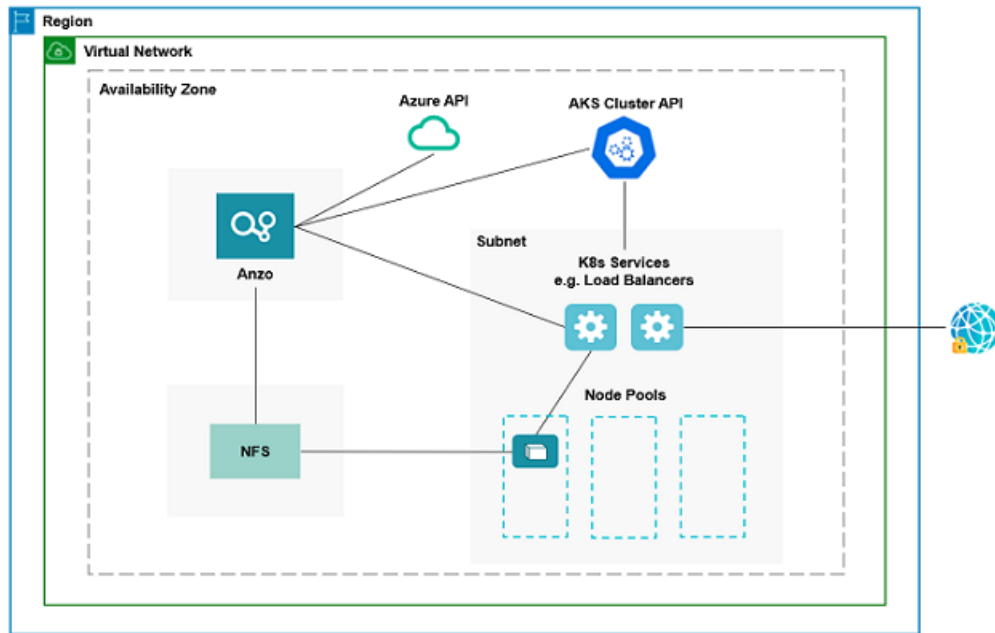 Region
Virtual Network
Availability Zone
Azure API
AKS Cluster API
Anzo
Subnet
K8s Services
e.g. Load Balancers
Node Pools
NFS